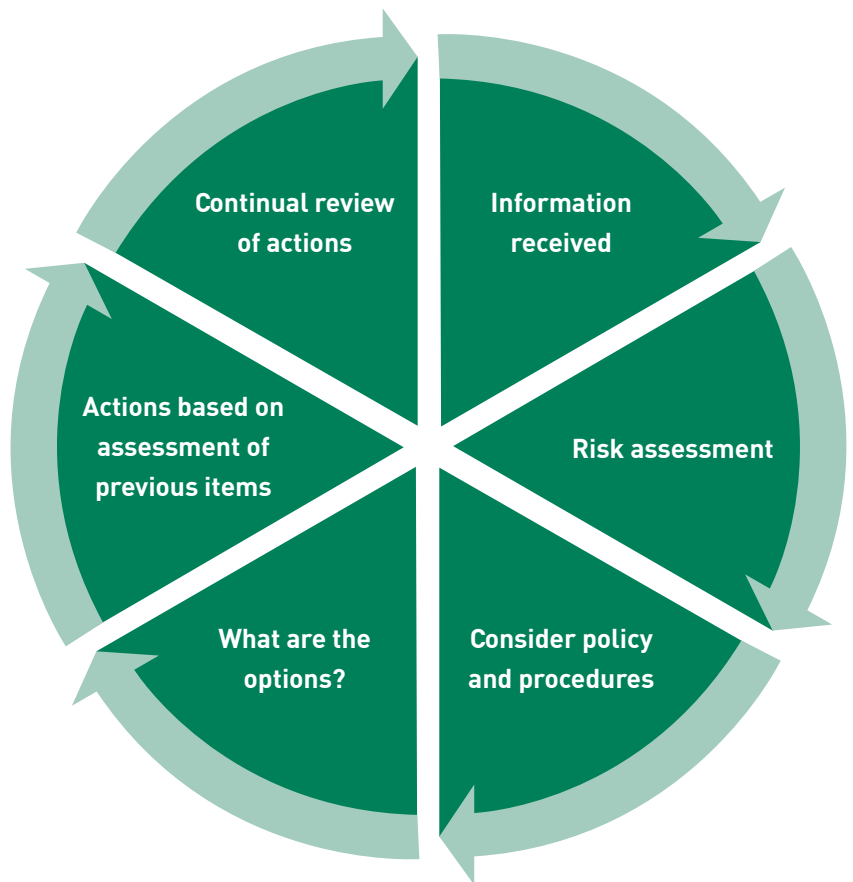 Continual review
of actions
Information
received
Actions based on
assessment of
previous items
Risk assessment
What are the
options?
Consider policy
and procedures